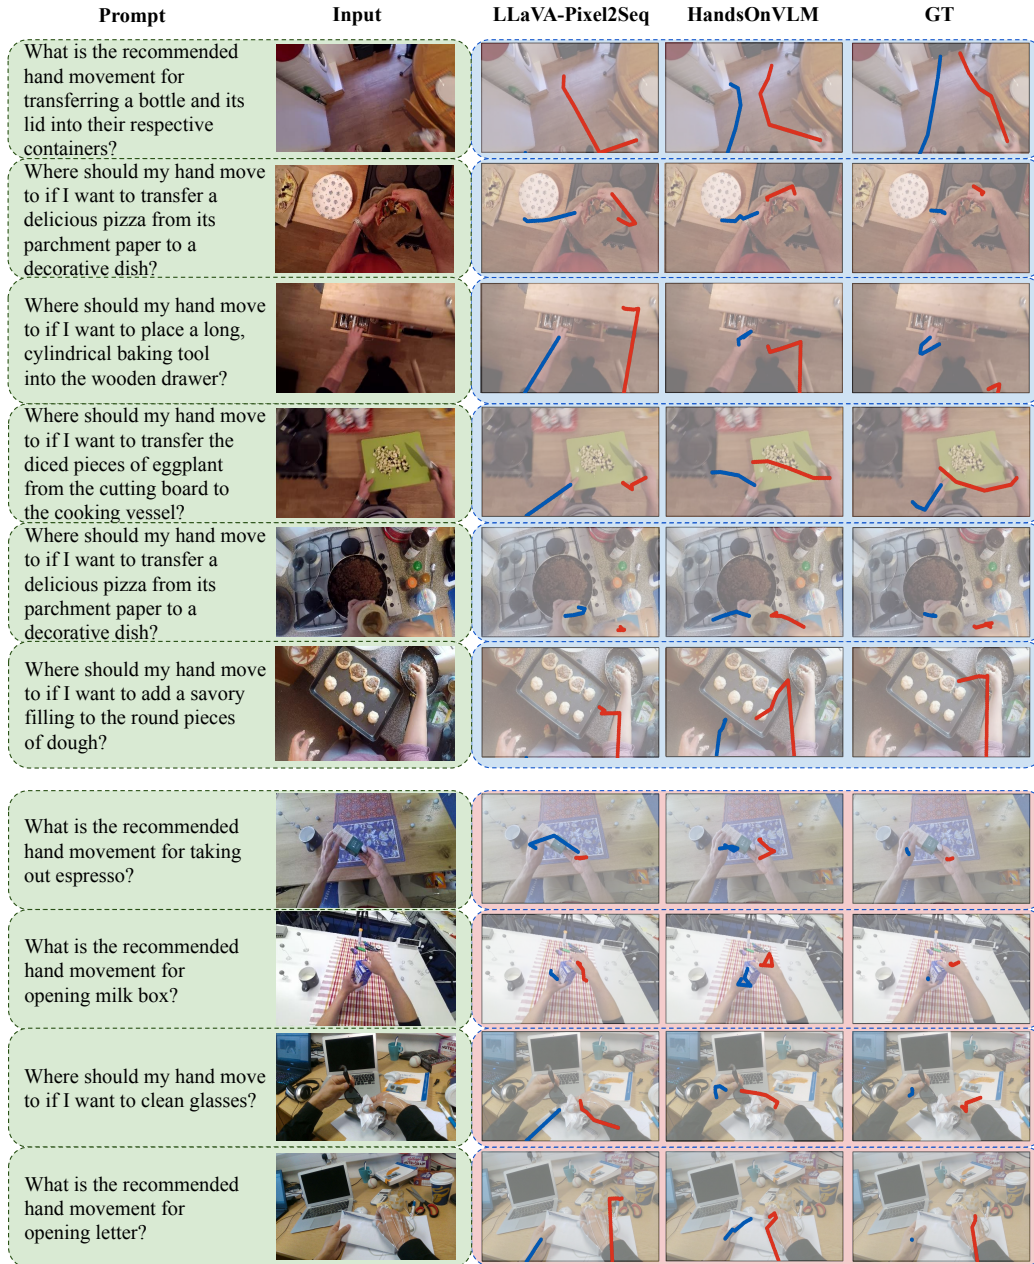 Prompt
Input
LLaVA-Pixel2Seq
HandsOnVLM
GT
What is the recommended
hand movement for
transferring a bottle and its
lid into their respective
containers?
Where should my hand move
to if I want to transfer a
delicious pizza from its
parchment paper to a
decorative dish?
Where should my hand move
to if I want to place a long,
cylindrical baking tool
into the wooden drawer?
Where should my hand move
to if I want to transfer the
diced pieces of eggplant
from the cutting board to
the cooking vessel?
Where should my hand move
to if I want to transfer a
delicious pizza from its
parchment paper to a
decorative dish?
Where should my hand move
to if I want to add a savory
filling to the round pieces
of dough?
What is the recommended
hand movement for taking
out espresso?
What is the recommended
hand movement for
opening milk box?
Where should my hand move
to if I want to clean glasses?
What is the recommended
hand movement for
opening letter?